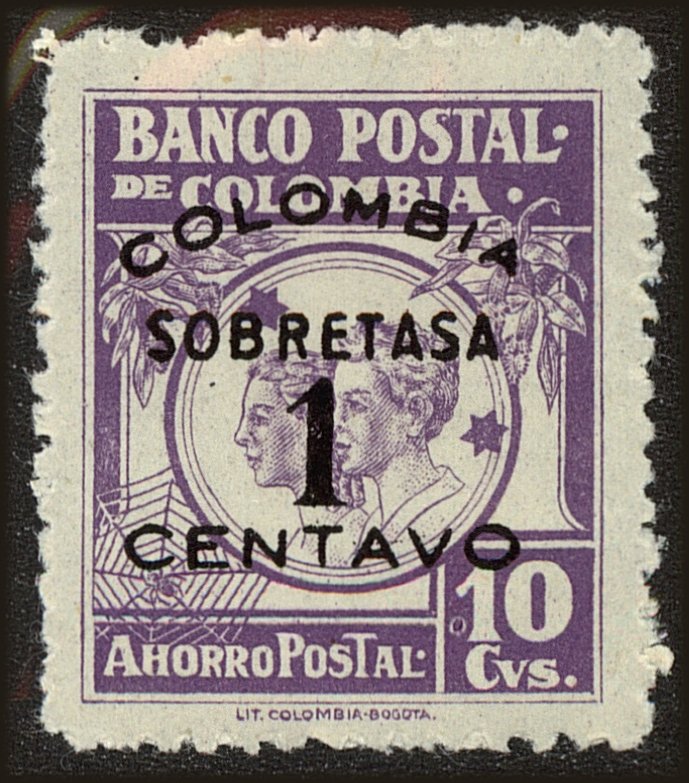 BANCO POSTAL·
DE COLOMBIA·
COLOMBIA
SOBRETASA
1
CENTAVO
10
CVS.
AHORRO POSTAL·
LIT. COLOMBIA-BOGOTA.